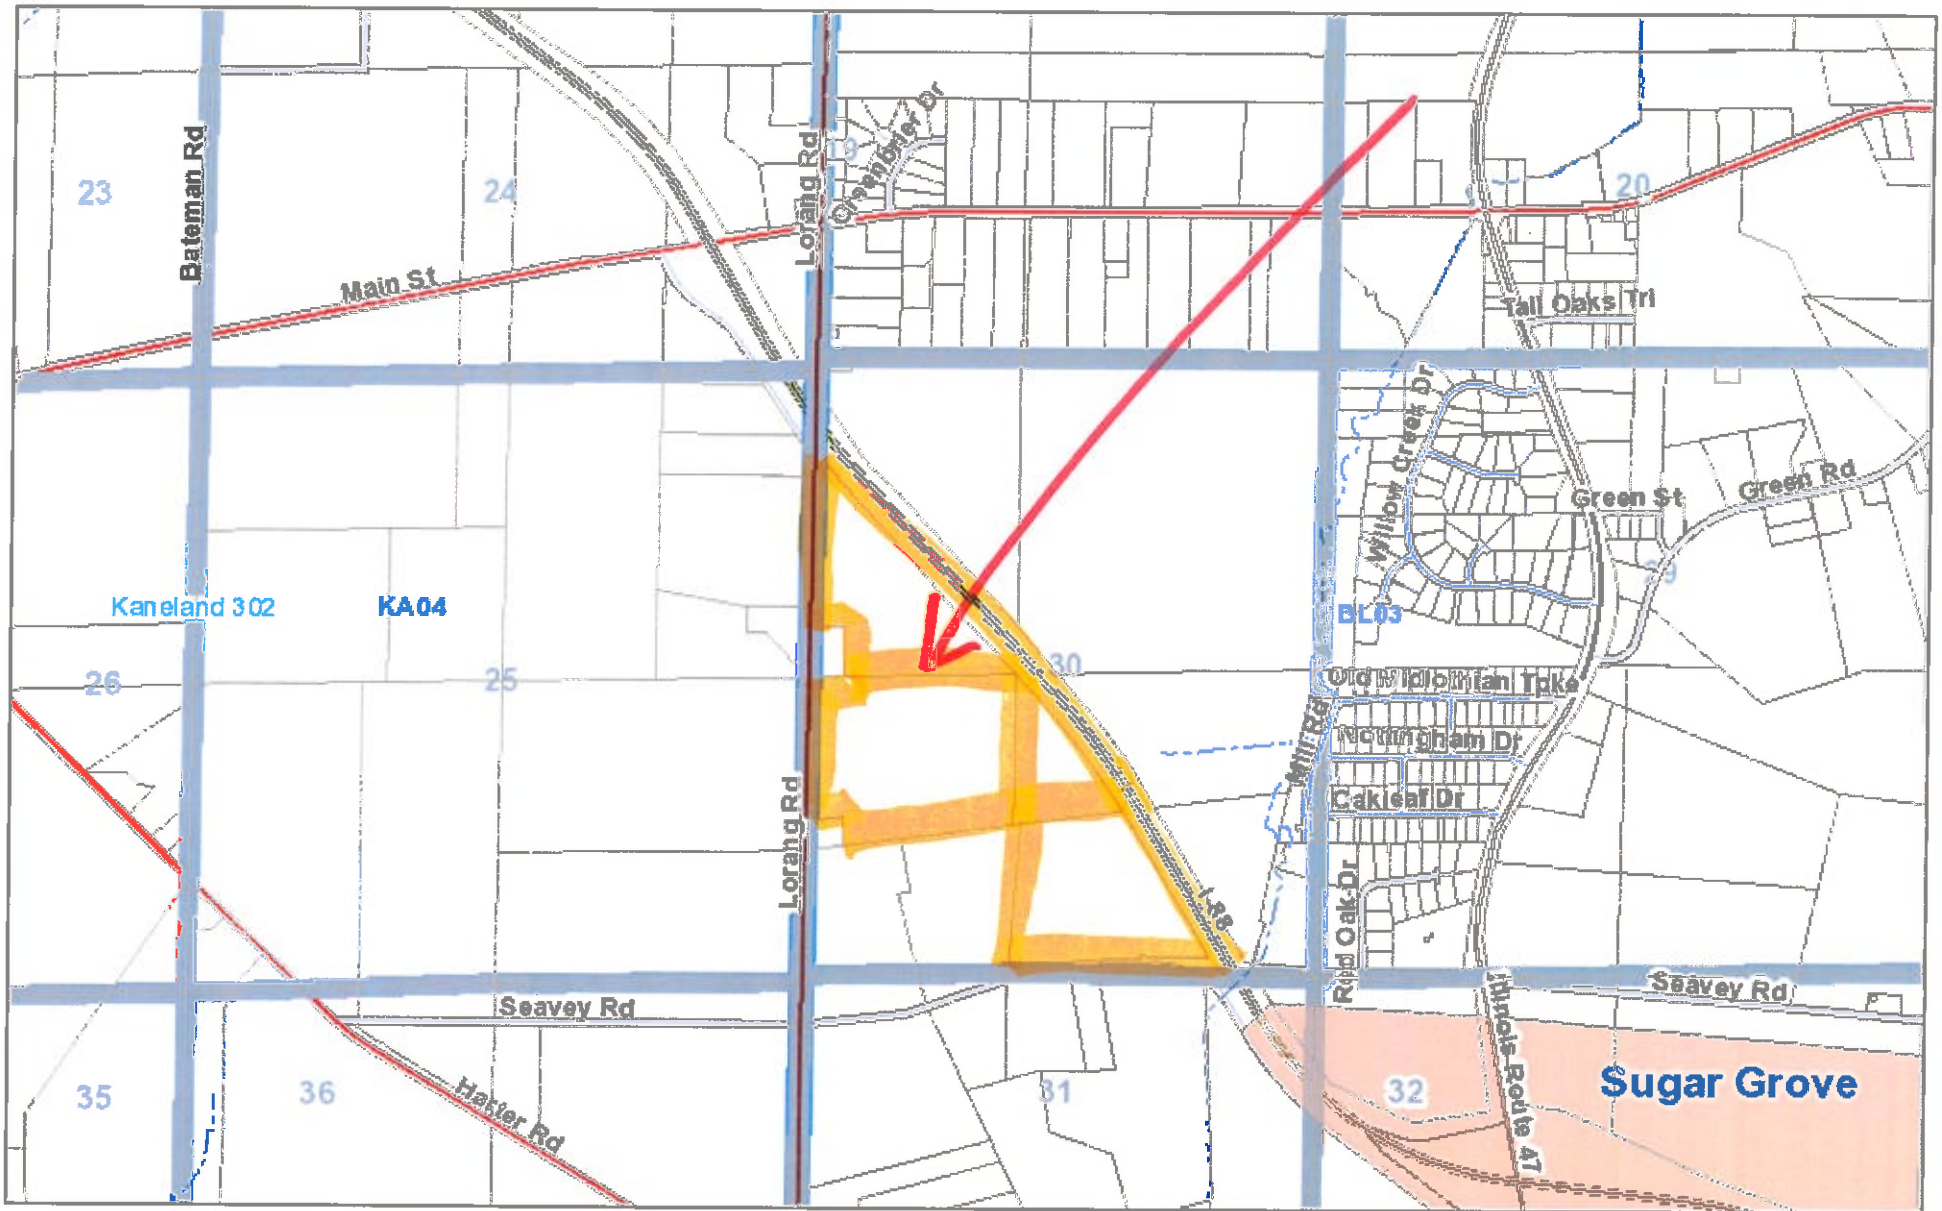 Bateman Rd
23
24
Main St
Lorang Rd
19
Greenbrier Dr
20
Tall Oaks Trl
Willow Creek Dr
Green St
Green Rd
29
Kaneland 302
KA04
BL03
26
25
30
Old Midlothian Tpke
Mill Rd
Nottingham Dr
Oakleaf Dr
Lorang Rd
I-88
Red Oak Dr
Seavey Rd
Seavey Rd
Illinois Route 47
35
36
Harter Rd
31
32
Sugar Grove